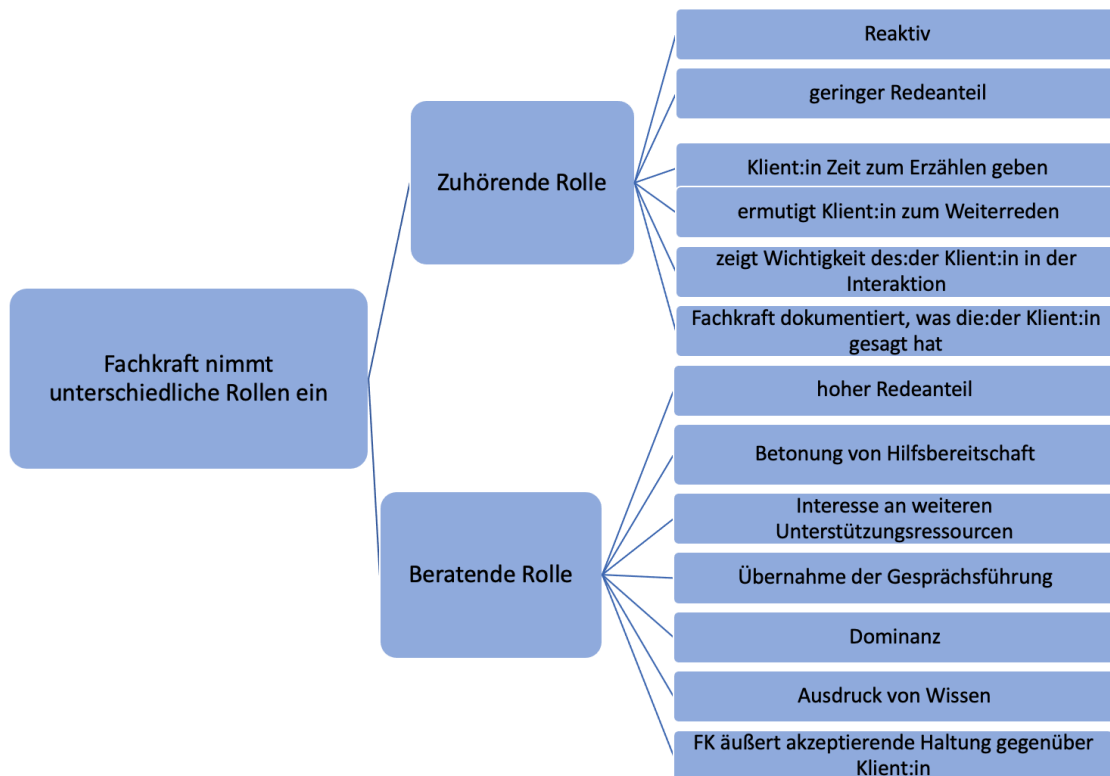 Fachkraft nimmt
unterschiedliche Rollen ein
Zuhörende Rolle
Reaktiv
geringer Redeanteil
Klient:in Zeit zum Erzählen geben
ermutigt Klient:in zum Weiterreden
zeigt Wichtigkeit des:der Klient:in in der
Interaktion
Fachkraft dokumentiert, was die:der Klient:in
gesagt hat
Beratende Rolle
hoher Redeanteil
Betonung von Hilfsbereitschaft
Interesse an weiteren
Unterstützungsressourcen
Übernahme der Gesprächsführung
Dominanz
Ausdruck von Wissen
FK äußert akzeptierende Haltung gegenüber
Klient:in